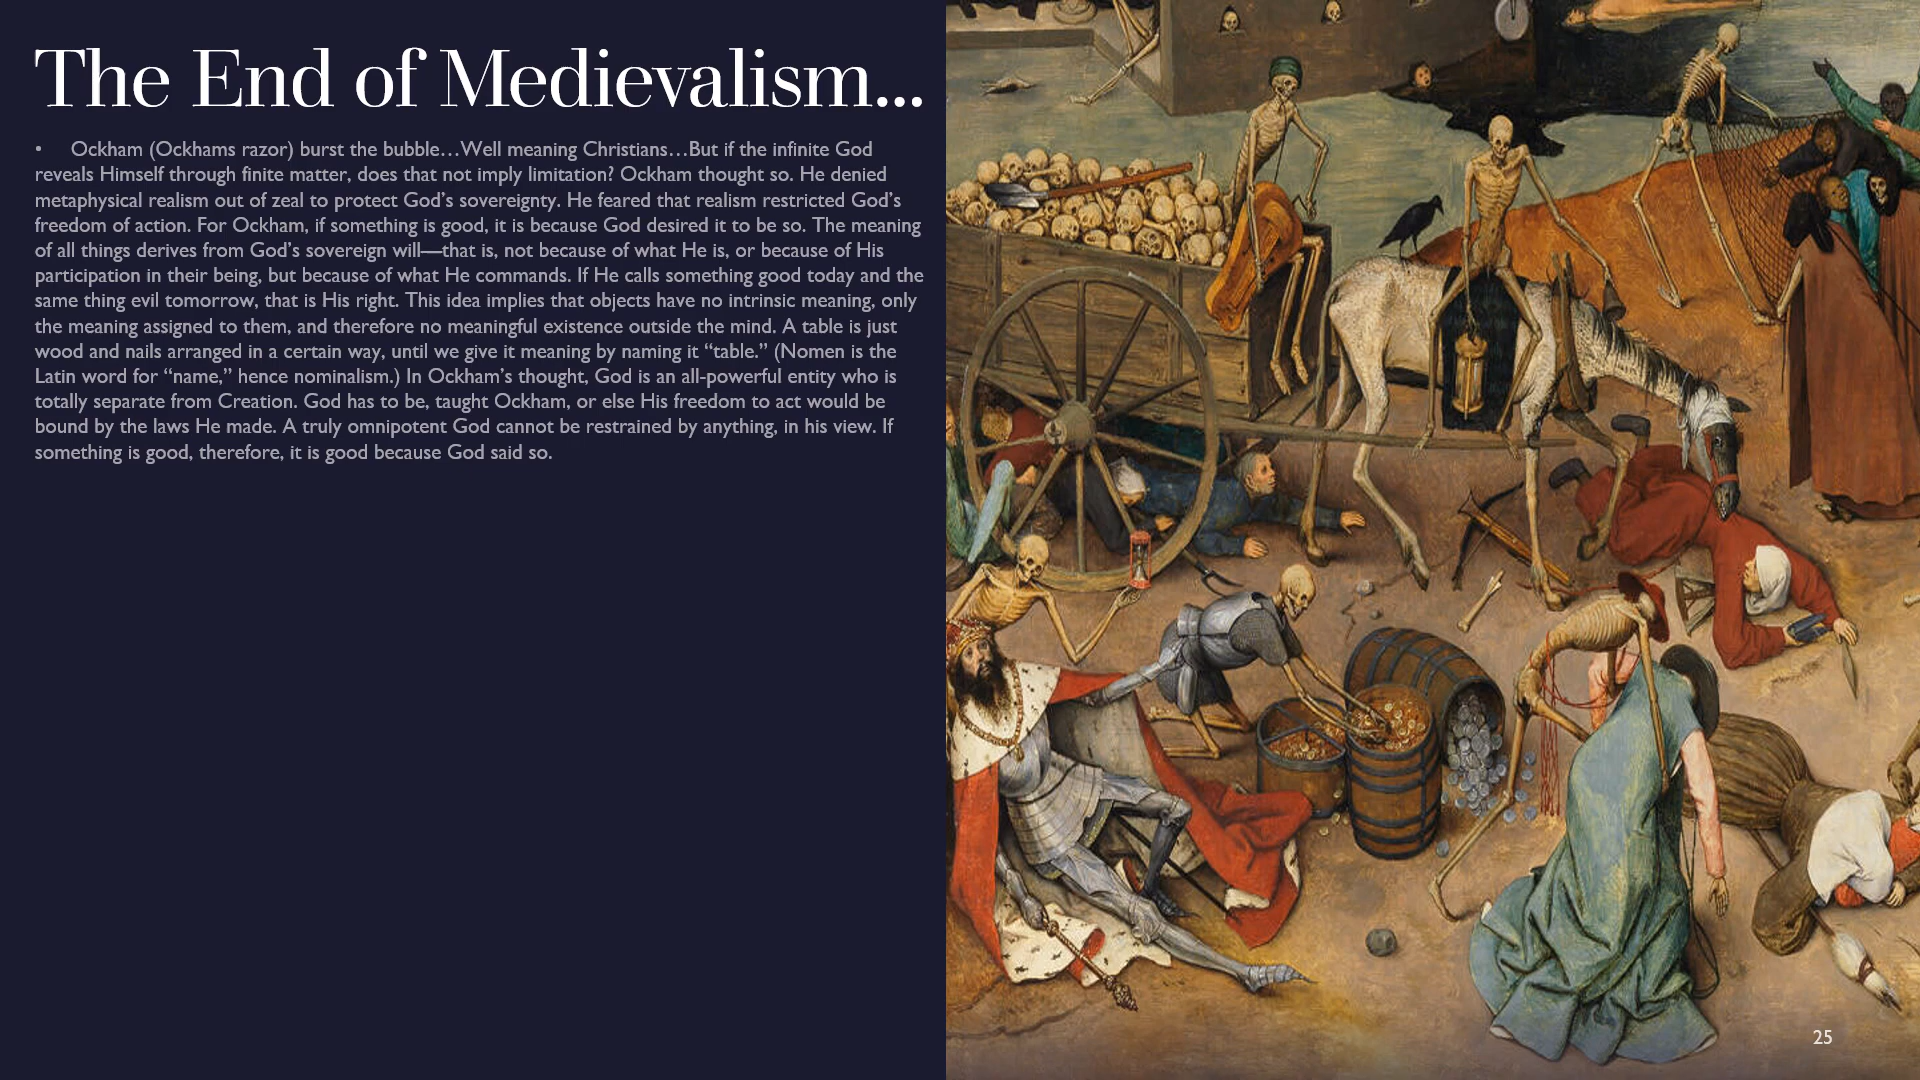 The End of Medievalism...
• Ockham (Ockhams razor) burst the bubble…Well meaning Christians…But if the infinite God
reveals Himself through finite matter, does that not imply limitation? Ockham thought so. He denied
metaphysical realism out of zeal to protect God’s sovereignty. He feared that realism restricted God’s
freedom of action. For Ockham, if something is good, it is because God desired it to be so. The meaning
of all things derives from God’s sovereign will—that is, not because of what He is, or because of His
participation in their being, but because of what He commands. If He calls something good today and the
same thing evil tomorrow, that is His right. This idea implies that objects have no intrinsic meaning, only
the meaning assigned to them, and therefore no meaningful existence outside the mind. A table is just
wood and nails arranged in a certain way, until we give it meaning by naming it “table.” (Nomen is the
Latin word for “name,” hence nominalism.) In Ockham’s thought, God is an all-powerful entity who is
totally separate from Creation. God has to be, taught Ockham, or else His freedom to act would be
bound by the laws He made. A truly omnipotent God cannot be restrained by anything, in his view. If
something is good, therefore, it is good because God said so.
25